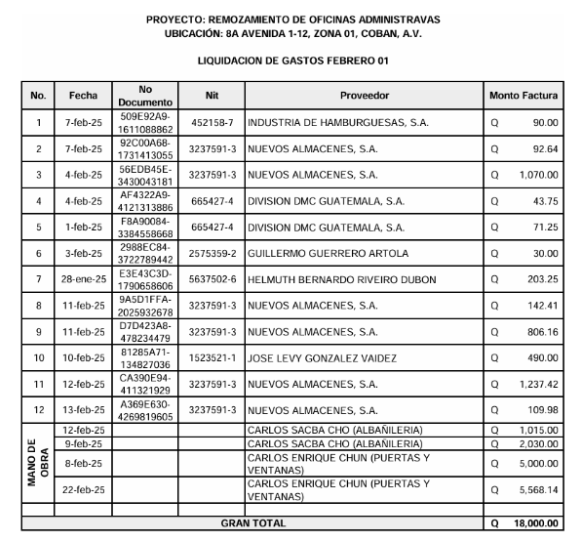 PROYECTO: REMOZAMIENTO DE OFICINAS ADMINISTRAVAS
UBICACIÓN: 8A AVENIDA 1-12, ZONA 01, COBAN, A.V.
LIQUIDACION DE GASTOS FEBRERO 01
No. Fecha No Documento Nit Proveedor Monto Factura
1 7-feb-25 509E92A9-1611088862 452158-7 INDUSTRIA DE HAMBURGUESAS, S.A. Q 90.00
2 7-feb-25 92C00A68-1731413055 3237591-3 NUEVOS ALMACENES, S.A. Q 92.64
3 4-feb-25 56EDB45E-3430043181 3237591-3 NUEVOS ALMACENES, S.A. Q 1,070.00
4 4-feb-25 AF4322A9-4121313886 665427-4 DIVISION DMC GUATEMALA, S.A. Q 43.75
5 1-feb-25 F8A90084-3384558668 665427-4 DIVISION DMC GUATEMALA, S.A. Q 71.25
6 3-feb-25 2988EC84-3722789442 2575359-2 GUILLERMO GUERRERO ARTOLA Q 30.00
7 28-ene-25 E3E43C3D-1790658606 5637502-6 HELMUTH BERNARDO RIVEIRO DUBON Q 203.25
8 11-feb-25 9A5D1FFA-2025932678 3237591-3 NUEVOS ALMACENES, S.A. Q 142.41
9 11-feb-25 D7D423A8-478234479 3237591-3 NUEVOS ALMACENES, S.A. Q 806.16
10 10-feb-25 81285A71-134827036 1523521-1 JOSE LEVY GONZALEZ VAIDEZ Q 490.00
11 12-feb-25 CA390E94-411321929 3237591-3 NUEVOS ALMACENES, S.A. Q 1,237.42
12 13-feb-25 A369E630-4269819605 3237591-3 NUEVOS ALMACENES, S.A. Q 109.98
MANO DE OBRA
12-feb-25 CARLOS SACBA CHO (ALBAÑILERIA) Q 1,015.00
9-feb-25 CARLOS SACBA CHO (ALBAÑILERIA) Q 2,030.00
8-feb-25 CARLOS ENRIQUE CHUN (PUERTAS Y VENTANAS) Q 5,000.00
22-feb-25 CARLOS ENRIQUE CHUN (PUERTAS Y VENTANAS) Q 5,568.14
GRAN TOTAL Q 18,000.00